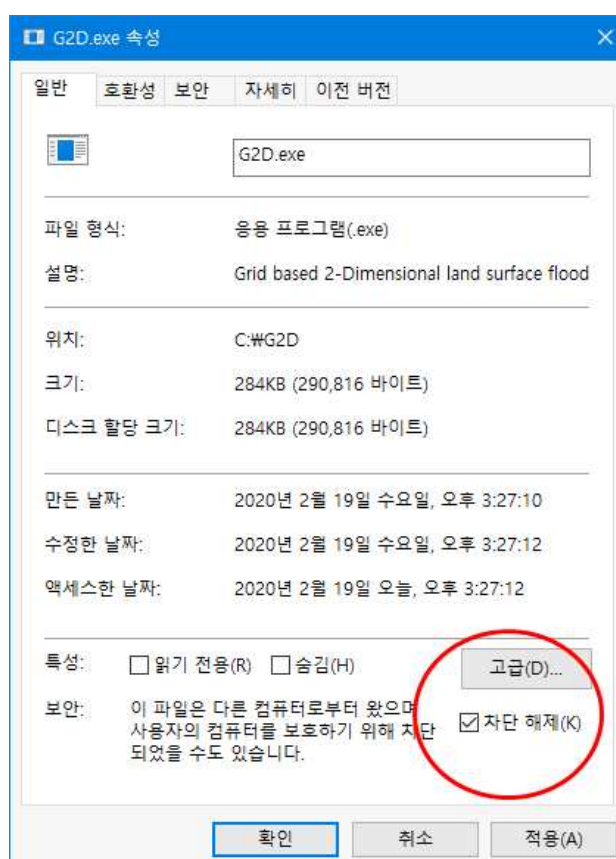 G2D.exe 속성
일반 호환성 보안 자세히 이전 버전
G2D.exe
파일 형식: 응용 프로그램(.exe)
설명: Grid based 2-Dimensional land surface flood
위치: C:₩G2D
크기: 284KB (290,816 바이트)
디스크 할당 크기: 284KB (290,816 바이트)
만든 날짜: 2020년 2월 19일 수요일, 오후 3:27:10
수정한 날짜: 2020년 2월 19일 수요일, 오후 3:27:12
액세스한 날짜: 2020년 2월 19일 오늘, 오후 3:27:12
특성: 읽기 전용(R) 숨김(H) 고급(D)...
보안: 이 파일은 다른 컴퓨터로부터 왔으며
사용자의 컴퓨터를 보호하기 위해 차단 차단 해제(K)
되었을 수도 있습니다.
확인 취소 적용(A)